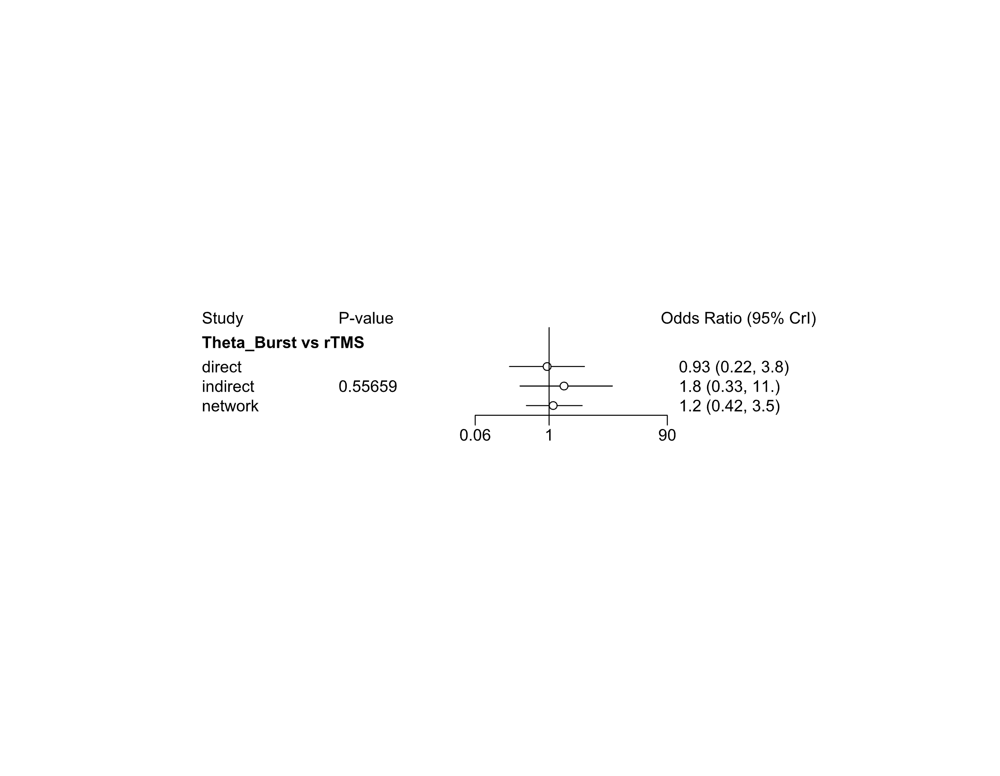 Study P-value Odds Ratio (95% CrI)
Theta_Burst vs rTMS
direct 0.93 (0.22, 3.8)
indirect 0.55659 1.8 (0.33, 11.)
network 1.2 (0.42, 3.5)
0.06 1 90